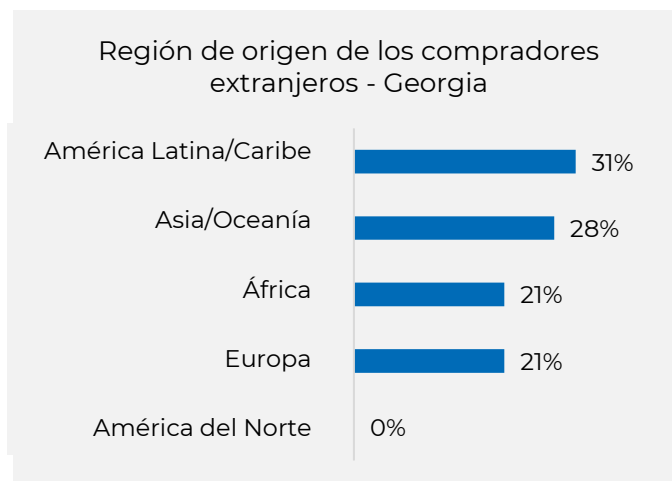 Región de origen de los compradores
extranjeros - Georgia
América Latina/Caribe 31%
Asia/Oceanía 28%
África 21%
Europa 21%
América del Norte 0%